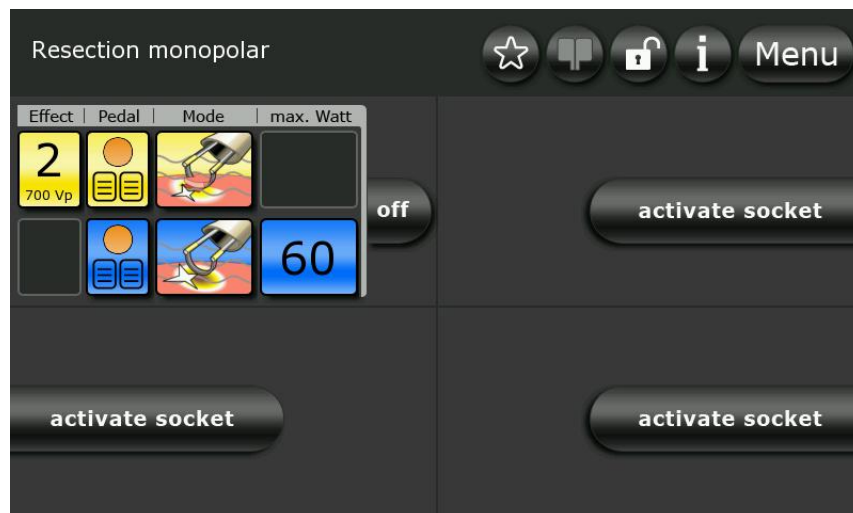 Resection monopolar
i
Menu
Effect | Pedal | Mode | max. Watt
2
700 Vp
off
activate socket
60
activate socket
activate socket